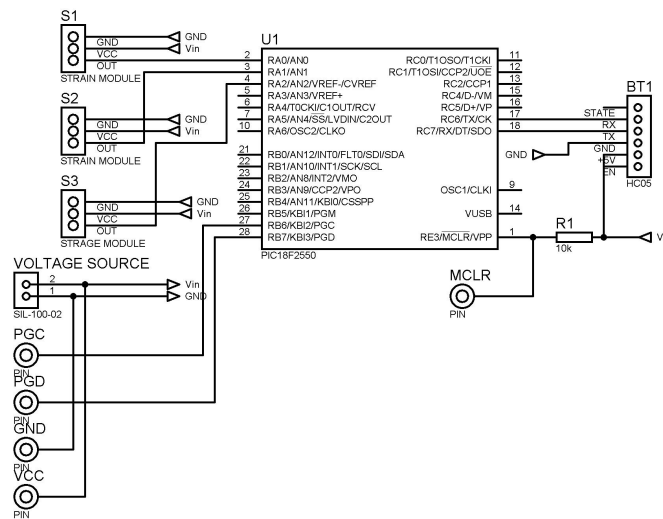 S1
GND
Vin
GND
VCC
OUT
STRAIN MODULE
S2
GND
Vin
GND
VCC
OUT
STRAIN MODULE
S3
GND
Vin
GND
VCC
OUT
STRAGE MODULE
U1
2 RA0/AN0
3 RA1/AN1
4 RA2/AN2/VREF-/CVREF
5 RA3/AN3/VREF+
6 RA4/T0CKI/C1OUT/RCV
7 RA5/AN4/SS/LVDIN/C2OUT
10 RA6/OSC2/CLKO
21 RB0/AN12/INT0/FLT0/SDI/SDA
22 RB1/AN10/INT1/SCK/SCL
23 RB2/AN8/INT2/VMO
24 RB3/AN9/CCP2/VPO
25 RB4/AN11/KBI0/CSSPP
26 RB5/KBI1/PGM
27 RB6/KBI2/PGC
28 RB7/KBI3/PGD
RC0/T1OSO/T1CKI 11
RC1/T1OSI/CCP2/UOE 12
RC2/CCP1 13
RC4/D-/VM 15
RC5/D+/VP 16
RC6/TX/CK 17
RC7/RX/DT/SDO 18
OSC1/CLKI 9
VUSB 14
RE3/MCLR/VPP 1
PIC18F2550
BT1
STATE
RX
TX
GND
+5V
EN
HC05
GND
R1
10k
V
MCLR
PIN
VOLTAGE SOURCE
2
1
Vin
GND
SIL-100-02
PGC
PIN
PGD
PIN
GND
PIN
VCC
PIN